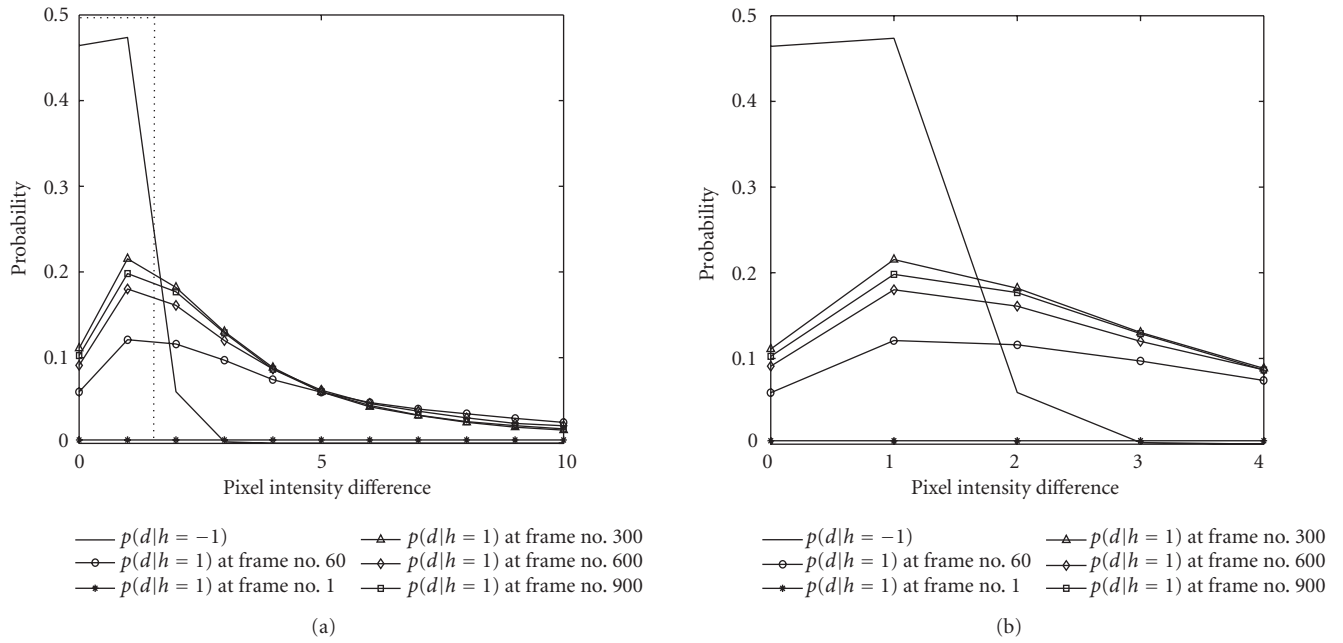 0.5
0.4
0.3
0.2
0.1
0
Probability
0 5 10
Pixel intensity difference
p(d|h = −1)
p(d|h = 1) at frame no. 60
p(d|h = 1) at frame no. 1
p(d|h = 1) at frame no. 300
p(d|h = 1) at frame no. 600
p(d|h = 1) at frame no. 900
(a)
0.5
0.4
0.3
0.2
0.1
0
Probability
0 1 2 3 4
Pixel intensity difference
p(d|h = −1)
p(d|h = 1) at frame no. 60
p(d|h = 1) at frame no. 1
p(d|h = 1) at frame no. 300
p(d|h = 1) at frame no. 600
p(d|h = 1) at frame no. 900
(b)